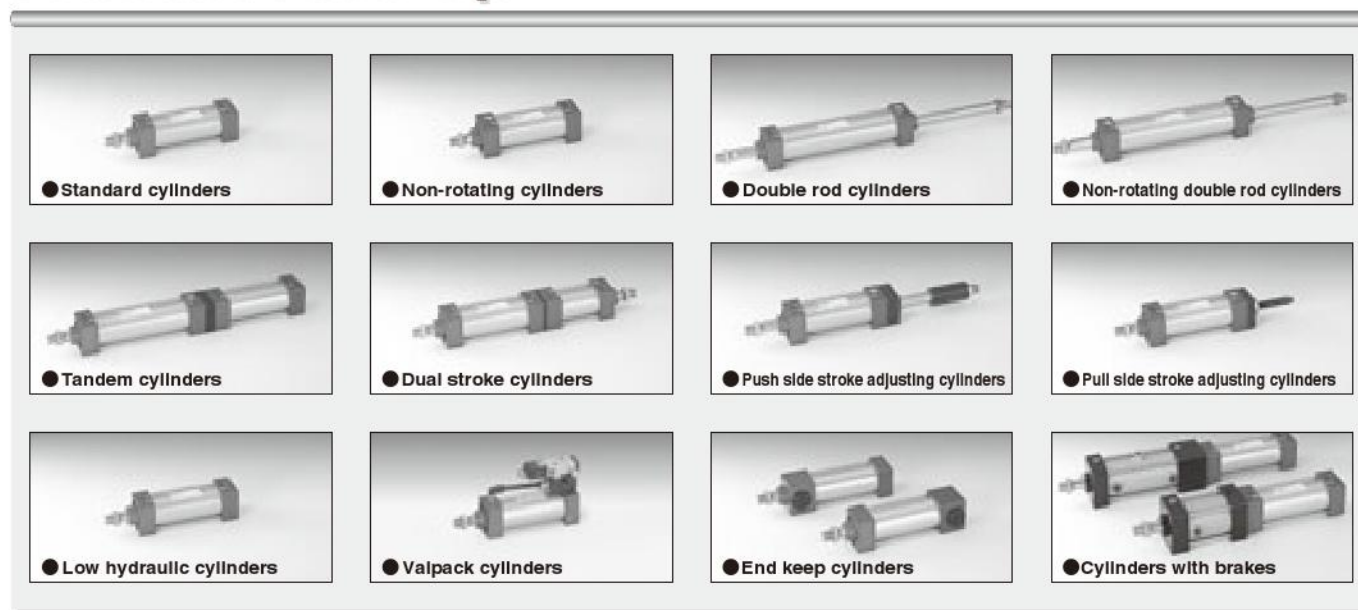 ●Standard cylinders
●Non-rotating cylinders
●Double rod cylinders
●Non-rotating double rod cylinders
●Tandem cylinders
●Dual stroke cylinders
●Push side stroke adjusting cylinders
●Pull side stroke adjusting cylinders
●Low hydraulic cylinders
●Valpack cylinders
●End keep cylinders
●Cylinders with brakes